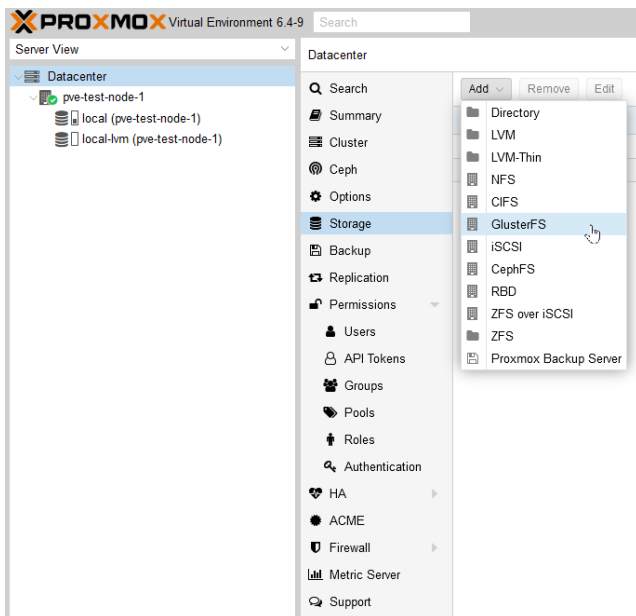 PROXMOX Virtual Environment 6.4-9 Search
Server View
Datacenter
pve-test-node-1
local (pve-test-node-1)
local-lvm (pve-test-node-1)
Datacenter
Search
Summary
Cluster
Ceph
Options
Storage
Backup
Replication
Permissions
Users
API Tokens
Groups
Pools
Roles
Authentication
HA
ACME
Firewall
Metric Server
Support
Add Remove Edit
Directory
LVM
LVM-Thin
NFS
CIFS
GlusterFS
iSCSI
CephFS
RBD
ZFS over iSCSI
ZFS
Proxmox Backup Server